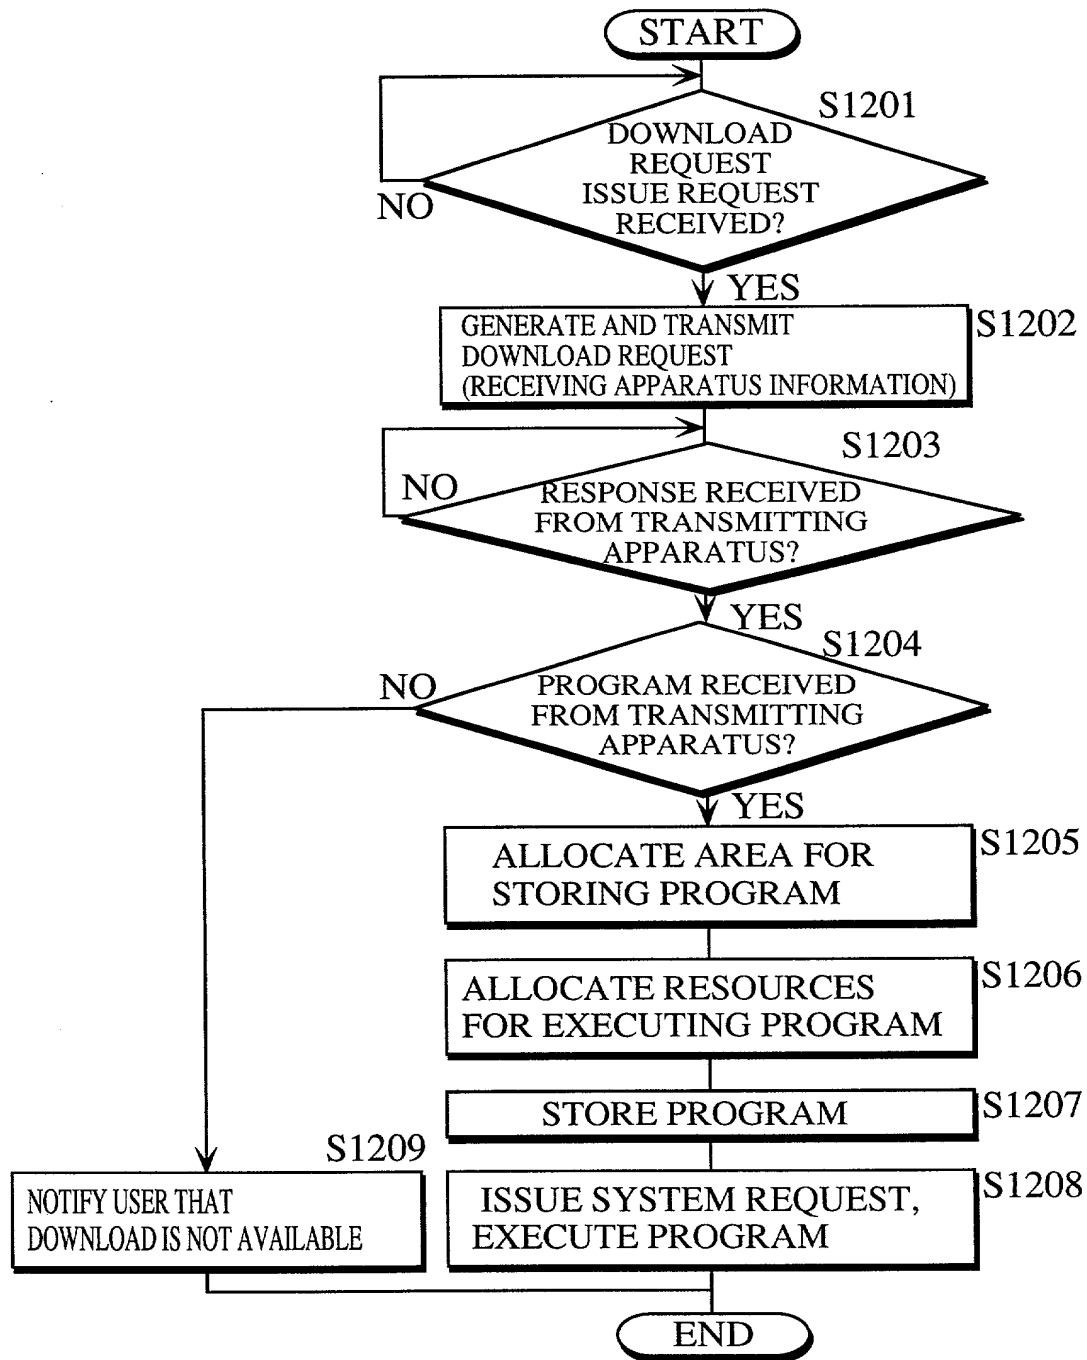 START
S1201
DOWNLOAD
REQUEST
ISSUE REQUEST
RECEIVED?
NO
YES
S1202
GENERATE AND TRANSMIT
DOWNLOAD REQUEST
(RECEIVING APPARATUS INFORMATION)
S1203
NO
RESPONSE RECEIVED
FROM TRANSMITTING
APPARATUS?
YES
S1204
NO
PROGRAM RECEIVED
FROM TRANSMITTING
APPARATUS?
YES
S1205
ALLOCATE AREA FOR
STORING PROGRAM
S1206
ALLOCATE RESOURCES
FOR EXECUTING PROGRAM
S1207
STORE PROGRAM
S1209
NOTIFY USER THAT
DOWNLOAD IS NOT AVAILABLE
S1208
ISSUE SYSTEM REQUEST,
EXECUTE PROGRAM
END